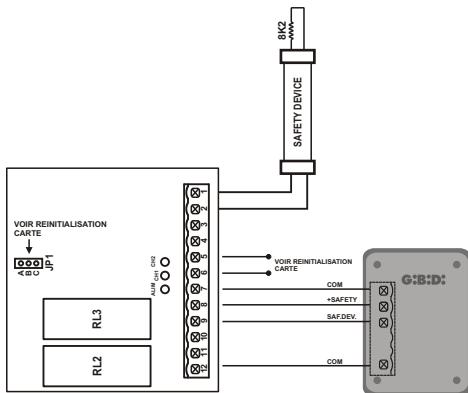 8K2
SAFETY DEVICE
VOIR REINITIALISATION
CARTE
A B C
JP1
CH2
CH1
ALIM
RL3
RL2
1
2
3
4
5
6
7
8
9
10
11
12
VOIR REINITIALISATION
CARTE
COM
+SAFETY
SAF.DEV.
COM
G:B:D: